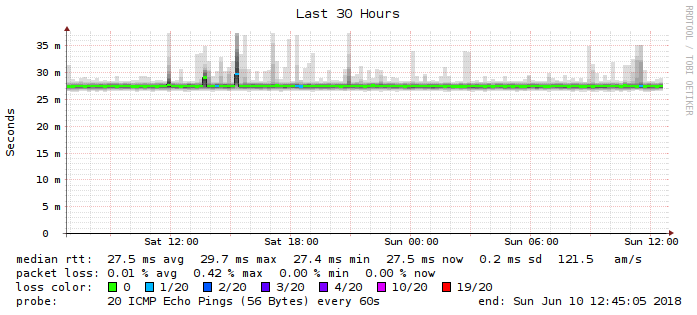 Last 30 Hours
RRDTOOL / TOBI OETIKER
Seconds
35 m
30 m
25 m
20 m
15 m
10 m
5 m
0
Sat 12:00 Sat 18:00 Sun 00:00 Sun 06:00 Sun 12:00
median rtt: 27.5 ms avg 29.7 ms max 27.4 ms min 27.5 ms now 0.2 ms sd 121.5 am/s
packet loss: 0.01 % avg 0.42 % max 0.00 % min 0.00 % now
loss color: 0 1/20 2/20 3/20 4/20 10/20 19/20
probe: 20 ICMP Echo Pings (56 Bytes) every 60s end: Sun Jun 10 12:45:05 2018